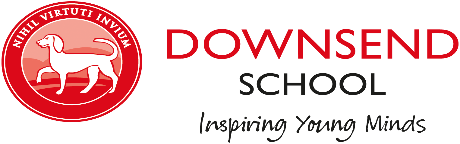 NIHIL VIRTUTI INVIUM
DOWNSEND
SCHOOL
Inspiring Young Minds